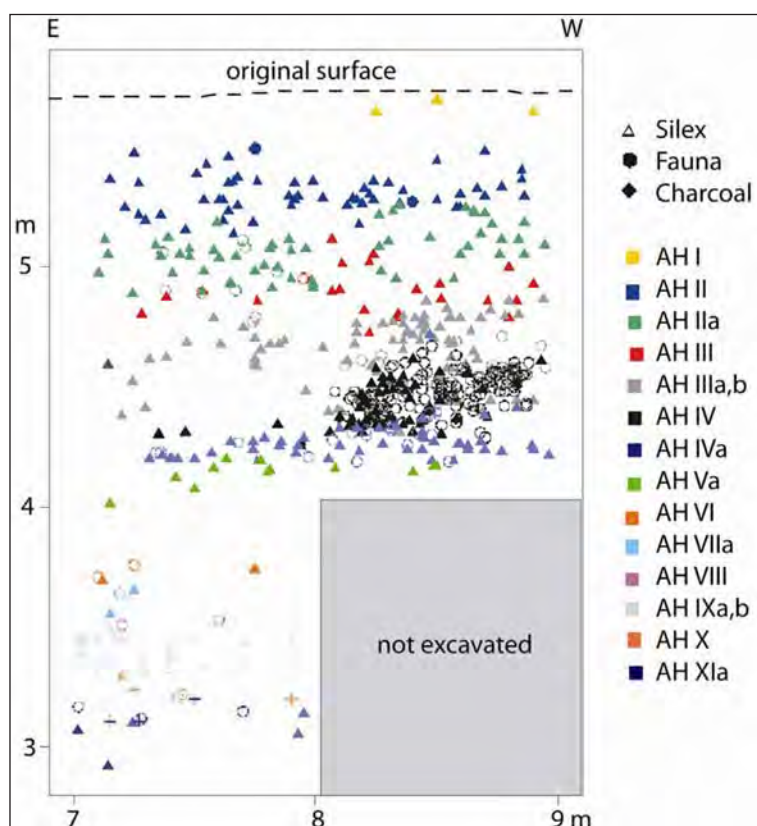 E
W
original surface
m
5
4
3
7
8
9 m
not excavated
Silex
Fauna
Charcoal
AH I
AH II
AH IIa
AH III
AH IIIa,b
AH IV
AH IVa
AH Va
AH VI
AH VIIa
AH VIII
AH IXa,b
AH X
AH XIa